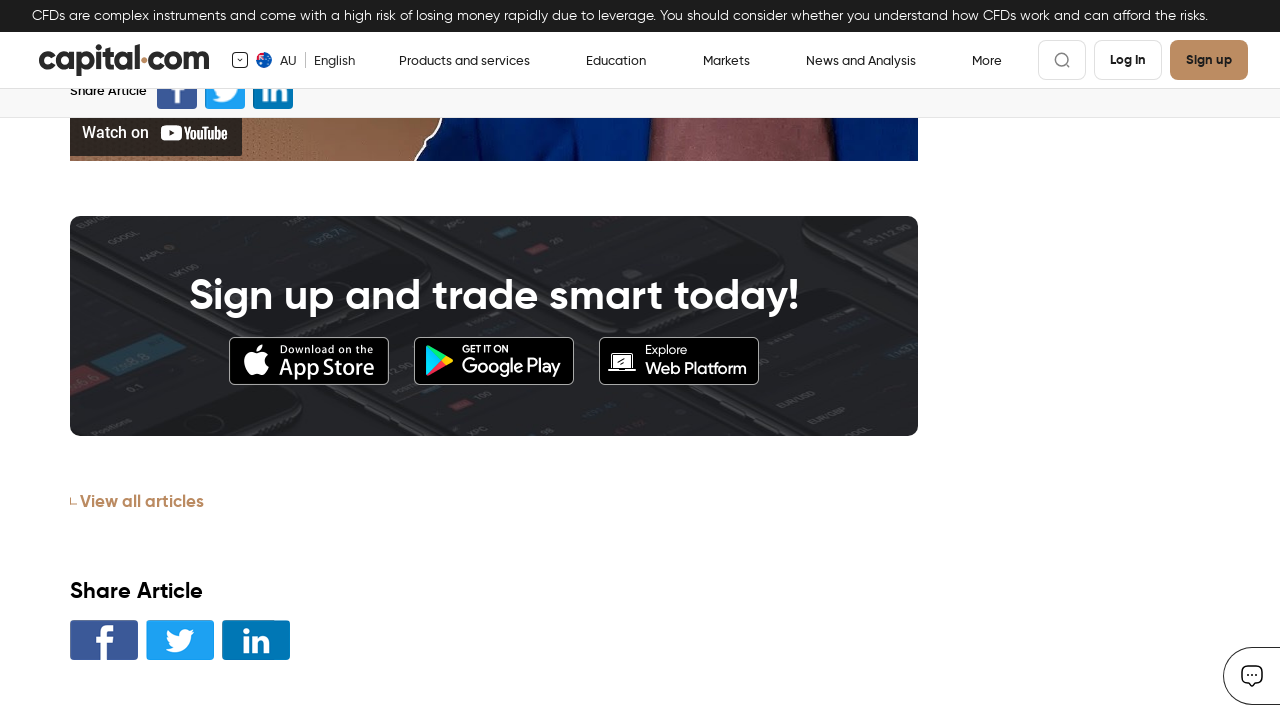 CFDs are complex instruments and come with a high risk of losing money rapidly due to leverage. You should consider whether you understand how CFDs work and can afford the risks.
capital.com AU English Products and services Education Markets News and Analysis More Log In Sign up
Share Article
Watch on YouTube
Sign up and trade smart today!
Download on the
App Store
GET IT ON
Google Play
Explore
Web Platform
View all articles
Share Article